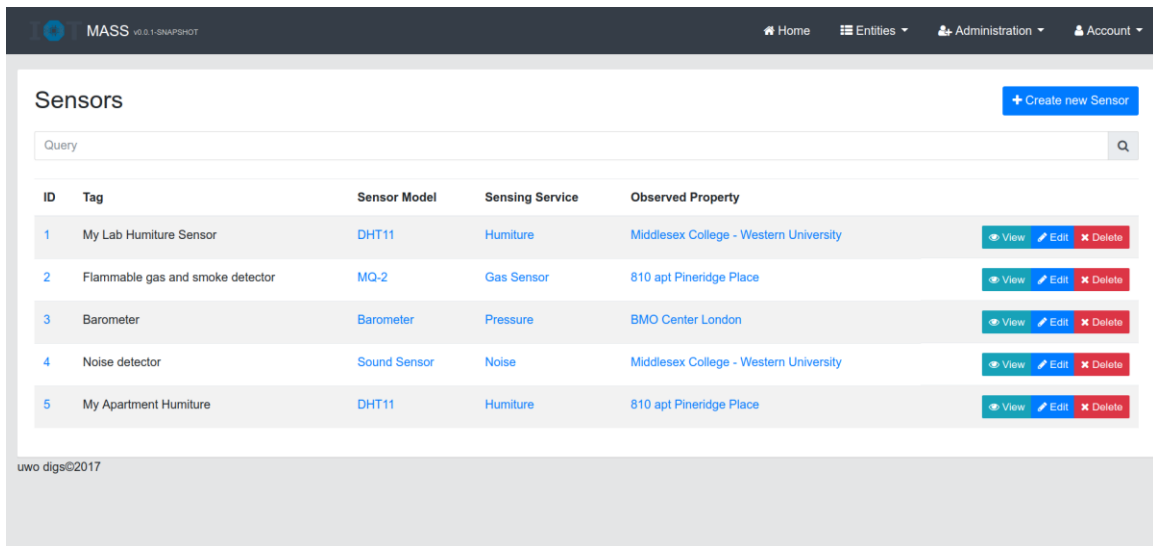 IOT MASS v0.0.1-SNAPSHOT Home Entities Administration Account
Sensors + Create new Sensor
Query
ID Tag Sensor Model Sensing Service Observed Property
1 My Lab Humiture Sensor DHT11 Humiture Middlesex College - Western University View Edit Delete
2 Flammable gas and smoke detector MQ-2 Gas Sensor 810 apt Pineridge Place View Edit Delete
3 Barometer Barometer Pressure BMO Center London View Edit Delete
4 Noise detector Sound Sensor Noise Middlesex College - Western University View Edit Delete
5 My Apartment Humiture DHT11 Humiture 810 apt Pineridge Place View Edit Delete
uwo digs©2017